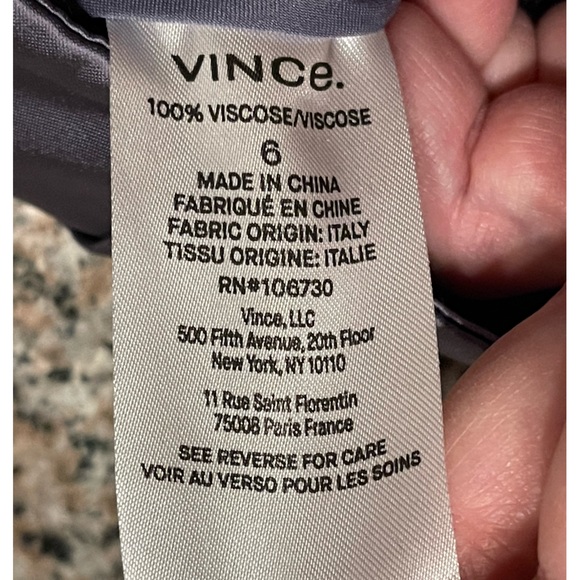 VINCe.
100% VISCOSE/VISCOSE
6
MADE IN CHINA
FABRIQUÉ EN CHINE
FABRIC ORIGIN: ITALY
TISSU ORIGINE: ITALIE
RN#106730
Vince, LLC
500 Fifth Avenue, 20th Floor
New York, NY 10110
11 Rue Saint Florentin
75008 Paris France
SEE REVERSE FOR CARE
VOIR AU VERSO POUR LES SOINS